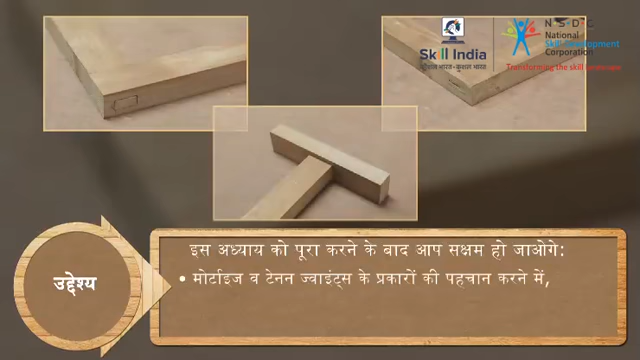 N·S·D·C
National
Skill Development
Corporation
Transforming the skill landscape
Skill India
कौशल भारत-कुशल भारत
उद्देश्य
इस अध्याय को पूरा करने के बाद आप सक्षम हो जाओगे:
• मोर्टाइज व टेनन ज्वाइंट्स के प्रकारों की पहचान करने में,